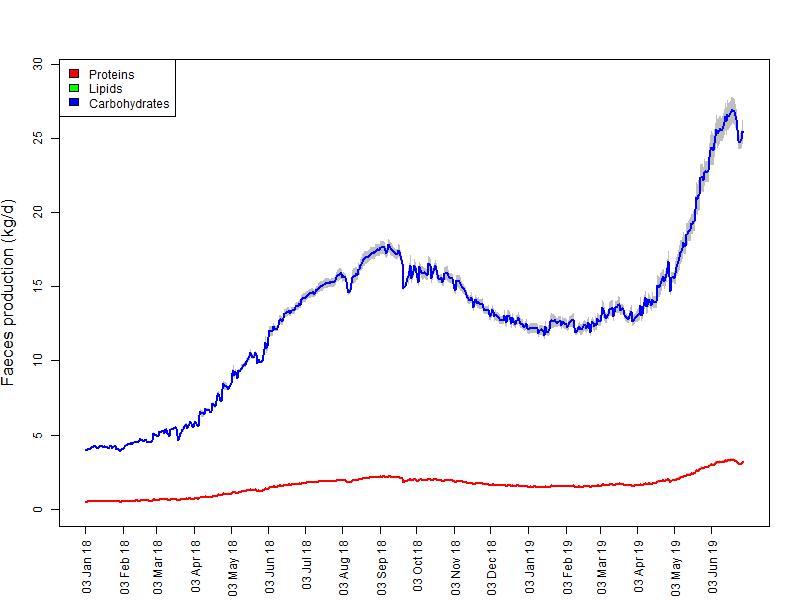 Proteins
Lipids
Carbohydrates
Faeces production (kg/d)
30
25
20
15
10
5
0
03 Jan 18
03 Feb 18
03 Mar 18
03 Apr 18
03 May 18
03 Jun 18
03 Jul 18
03 Aug 18
03 Sep 18
03 Oct 18
03 Nov 18
03 Dec 18
03 Jan 19
03 Feb 19
03 Mar 19
03 Apr 19
03 May 19
03 Jun 19